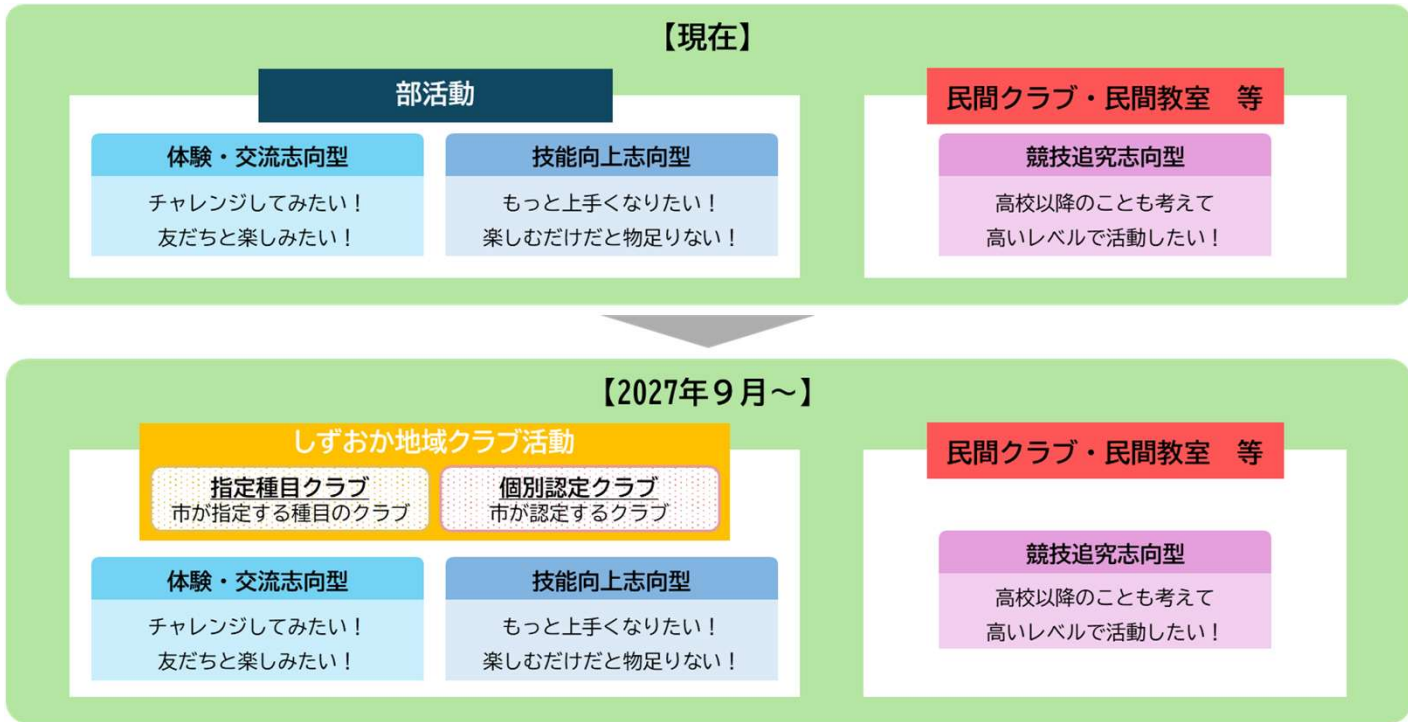 【現在】
部活動
民間クラブ・民間教室　等
体験・交流志向型
技能向上志向型
競技追究志向型
チャレンジしてみたい！
友だちと楽しみたい！
もっと上手くなりたい！
楽しむだけだと物足りない！
高校以降のことも考えて
高いレベルで活動したい！
【2027年９月～】
しずおか地域クラブ活動
民間クラブ・民間教室　等
指定種目クラブ
市が指定する種目のクラブ
個別認定クラブ
市が認定するクラブ
体験・交流志向型
技能向上志向型
競技追究志向型
チャレンジしてみたい！
友だちと楽しみたい！
もっと上手くなりたい！
楽しむだけだと物足りない！
高校以降のことも考えて
高いレベルで活動したい！